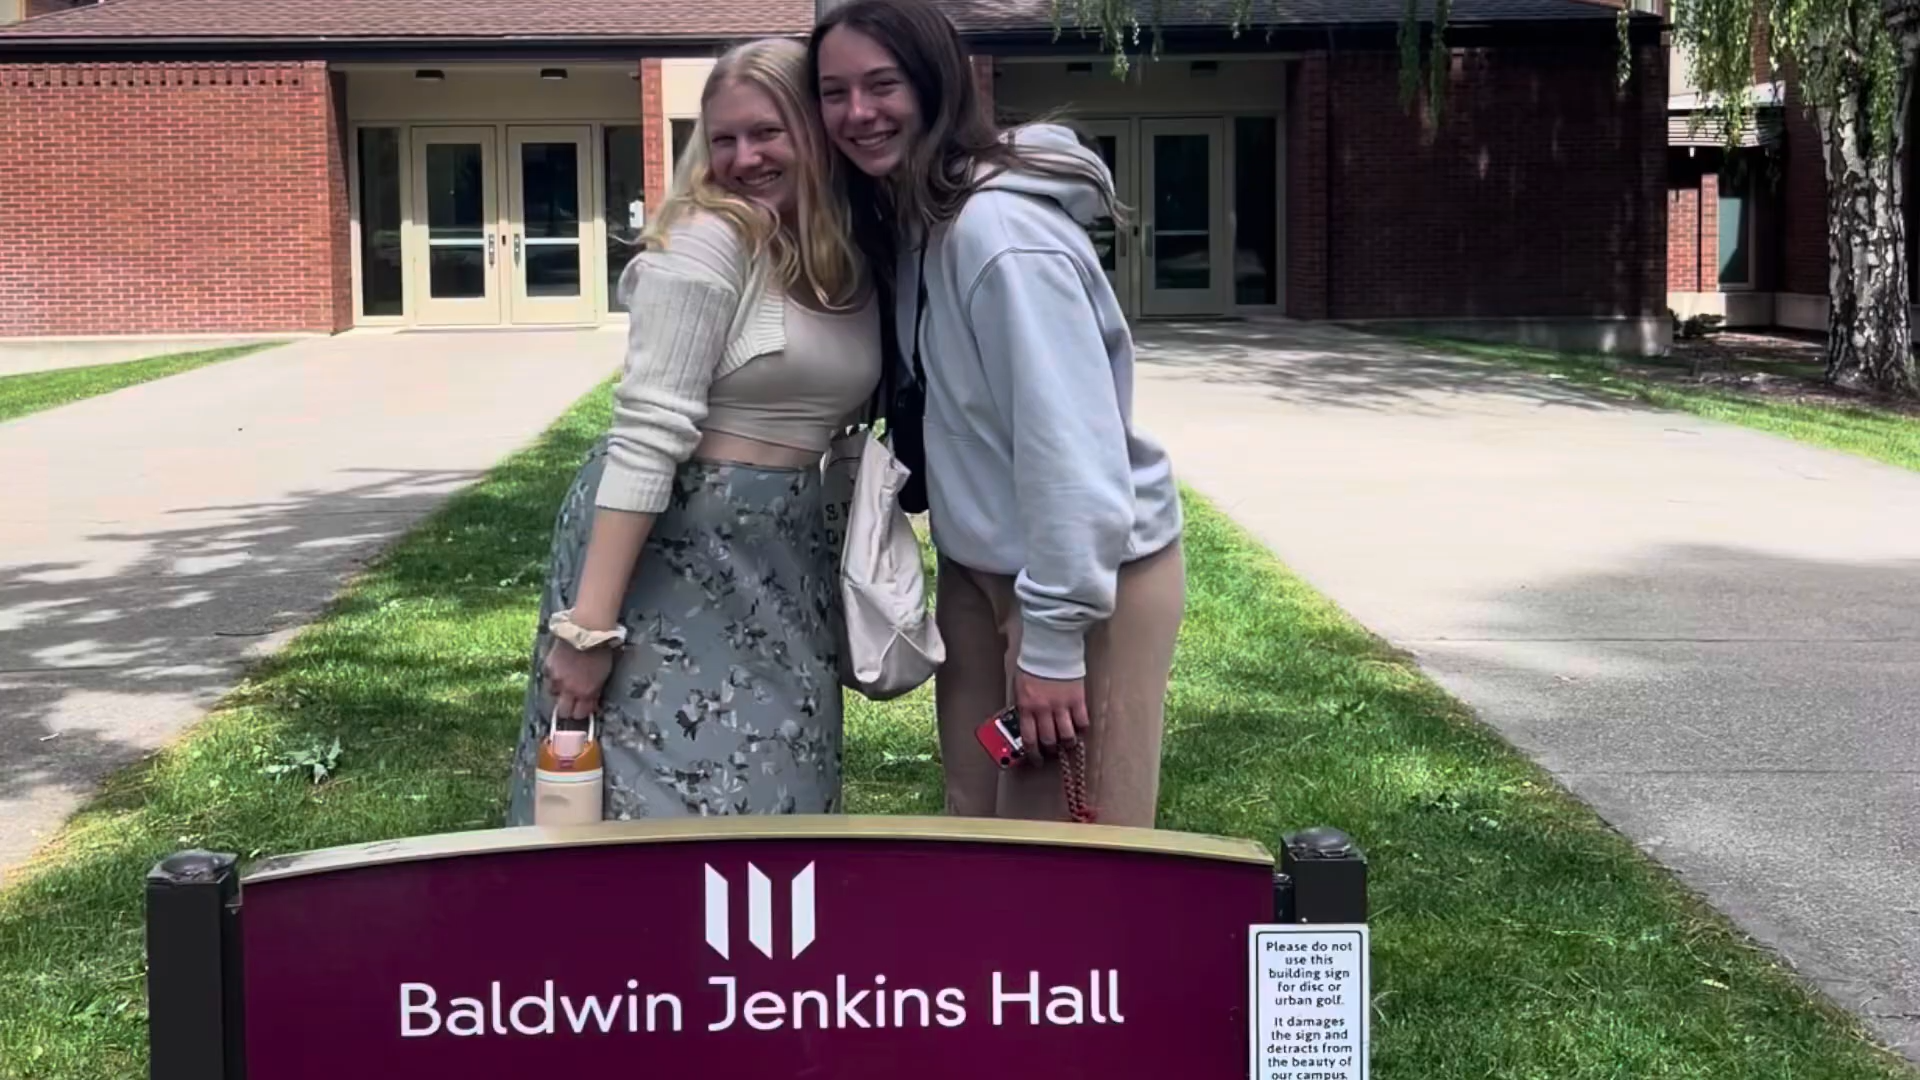 Baldwin Jenkins Hall
Please do not
use this
building sign
for disc or
urban golf.
It damages
the sign and
detracts from
the beauty of
our campus.